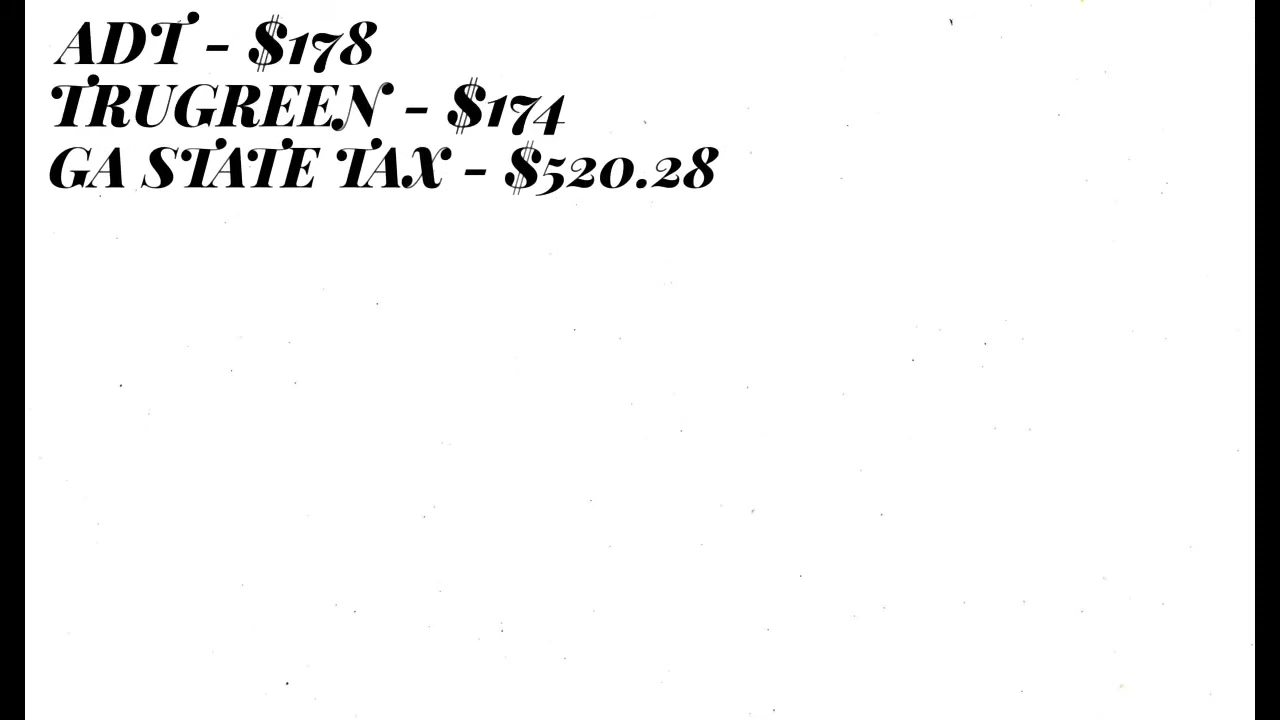 ADT - $178
TRUGREEN - $174
GA STATE TAX - $520.28